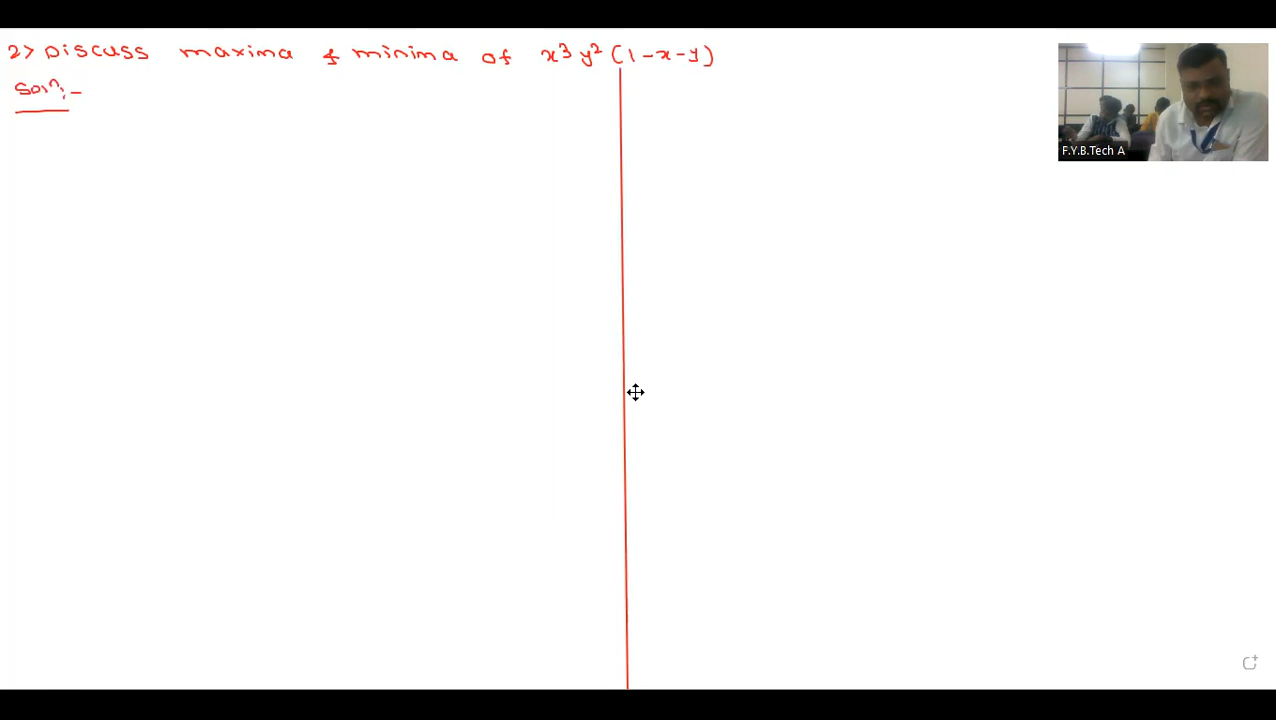 2> Discuss maxima & minima of x³y²(1-x-y)
Solⁿ:-
F.Y.B.Tech A